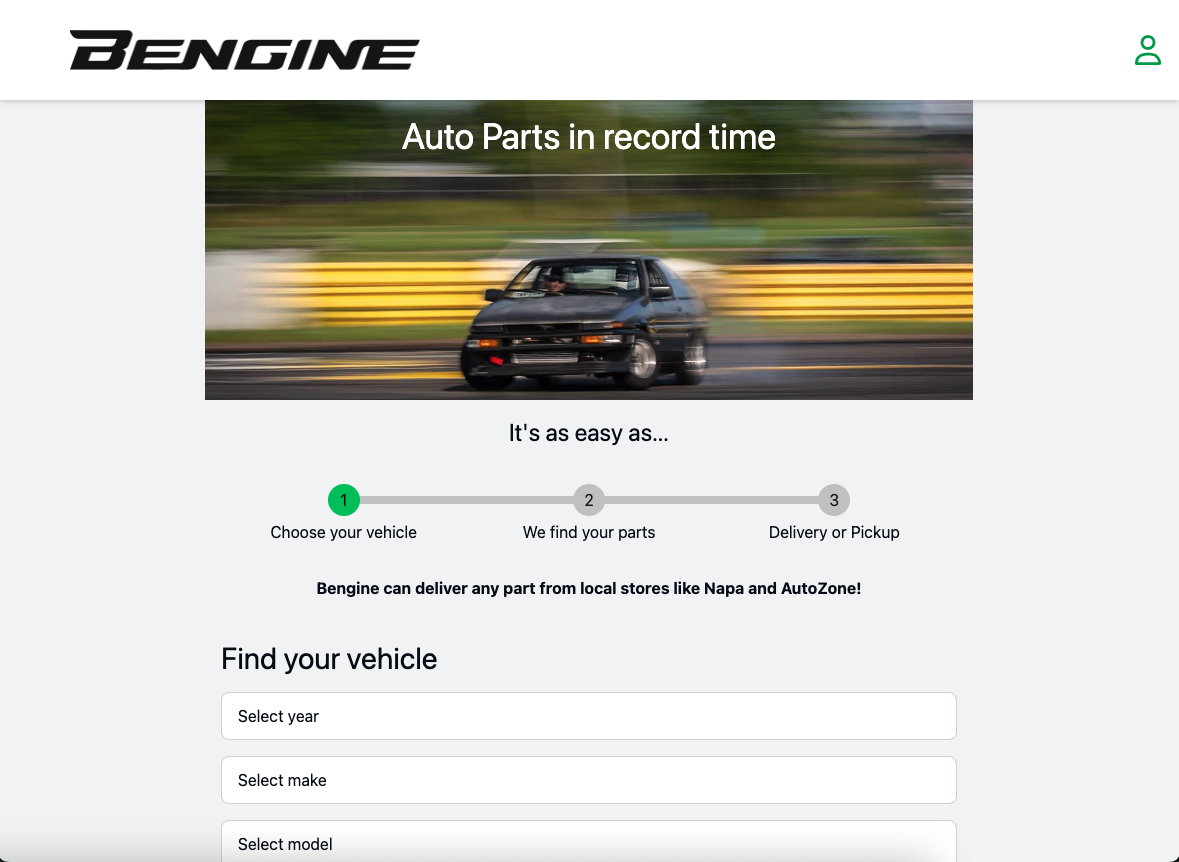 BENGINE
Auto Parts in record time
It's as easy as...
1
2
3
Choose your vehicle
We find your parts
Delivery or Pickup
Bengine can deliver any part from local stores like Napa and AutoZone!
Find your vehicle
Select year
Select make
Select model